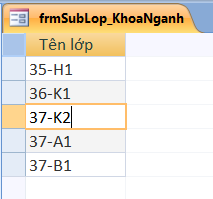 frmSubLop_KhoaNganh
Tên lớp
35-H1
36-K1
37-K2
37-A1
37-B1